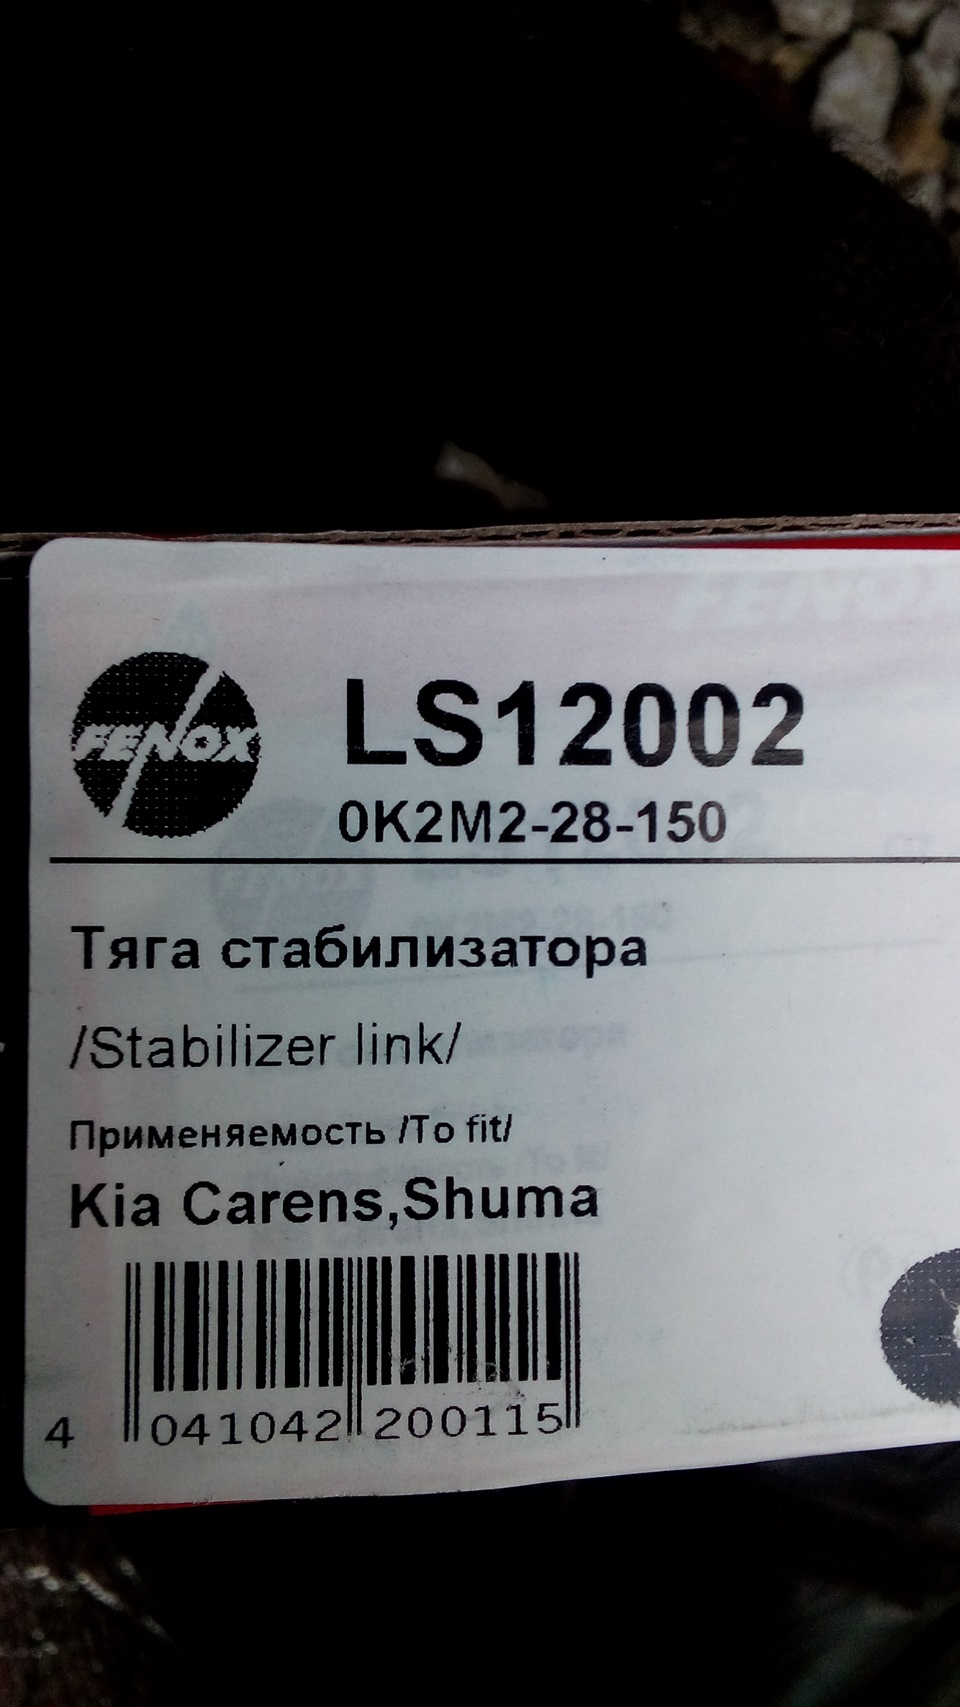 FENOX
LS12002
0K2M2-28-150
Тяга стабилизатора
/Stabilizer link/
Применяемость /To fit/
Kia Carens,Shuma
4 041042 200115